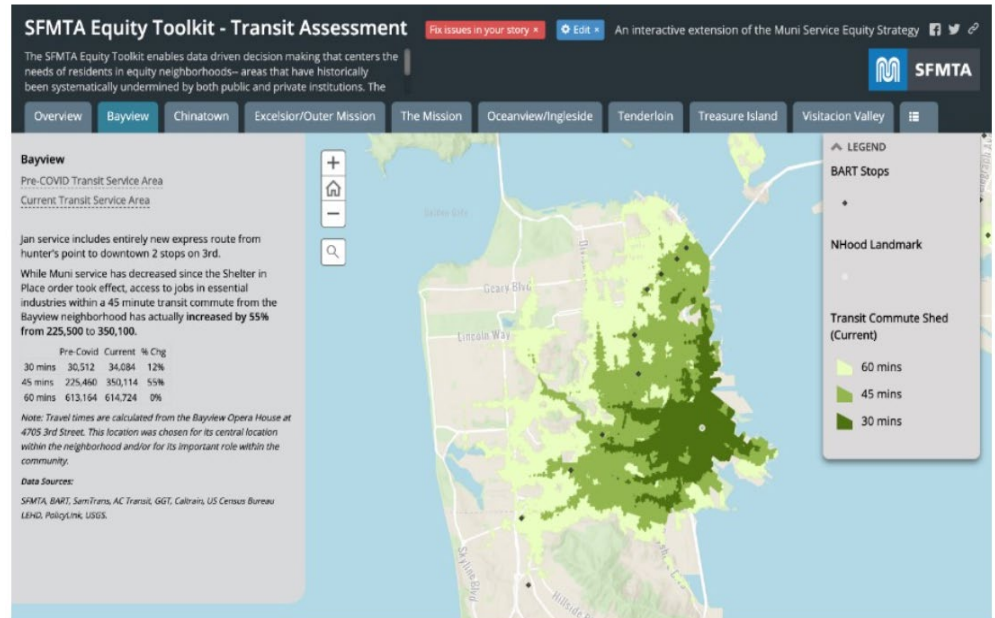 SFMTA Equity Toolkit - Transit Assessment
Fix issues in your story ×
Edit ×
An interactive extension of the Muni Service Equity Strategy
The SFMTA Equity Toolkit enables data driven decision making that centers the
needs of residents in equity neighborhoods— areas that have historically
been systematically undermined by both public and private institutions. The
SFMTA
Overview
Bayview
Chinatown
Excelsior/Outer Mission
The Mission
Oceanview/Ingleside
Tenderloin
Treasure Island
Visitacion Valley
Bayview
Pre-COVID Transit Service Area
Current Transit Service Area
Jan service includes entirely new express route from
hunter's point to downtown 2 stops on 3rd.
While Muni service has decreased since the Shelter in
Place order took effect, access to jobs in essential
industries within a 45 minute transit commute from the
Bayview neighborhood has actually increased by 55%
from 225,500 to 350,100.
Pre-Covid Current % Chg
30 mins 30,512 34,084 12%
45 mins 225,460 350,114 55%
60 mins 613,164 614,724 0%
Note: Travel times are calculated from the Bayview Opera House at
4705 3rd Street. This location was chosen for its central location
within the neighborhood and/or for its important role within the
community.
Data Sources:
SFMTA, BART, SamTrans, AC Transit, GGT, Caltrain, US Census Bureau
LEHD, PolicyLink, USGS.
Geary Blvd
Lincoln Way
Skyline Blvd
Hillside
LEGEND
BART Stops
NHood Landmark
Transit Commute Shed
(Current)
60 mins
45 mins
30 mins